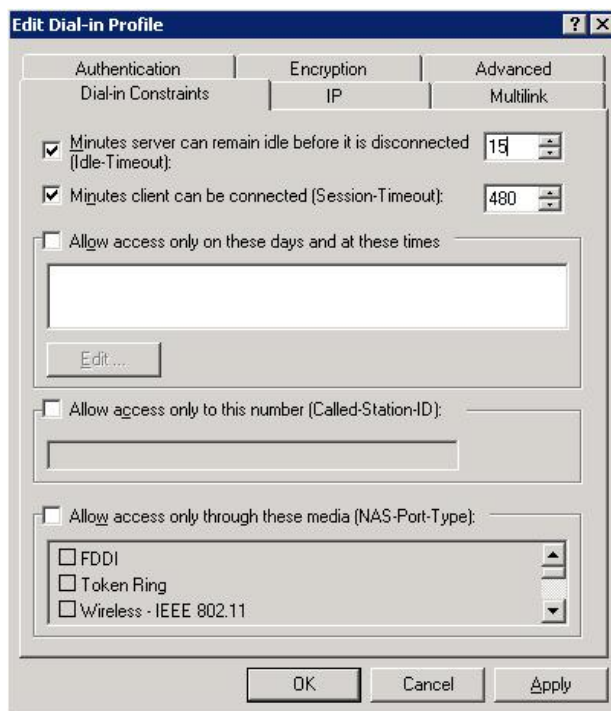 Edit Dial-in Profile
Authentication Encryption Advanced
Dial-in Constraints IP Multilink
Minutes server can remain idle before it is disconnected
(Idle-Timeout):
15
Minutes client can be connected (Session-Timeout): 480
Allow access only on these days and at these times
Edit ...
Allow access only to this number (Called-Station-ID):
Allow access only through these media (NAS-Port-Type):
FDDI
Token Ring
Wireless - IEEE 802.11
OK Cancel Apply